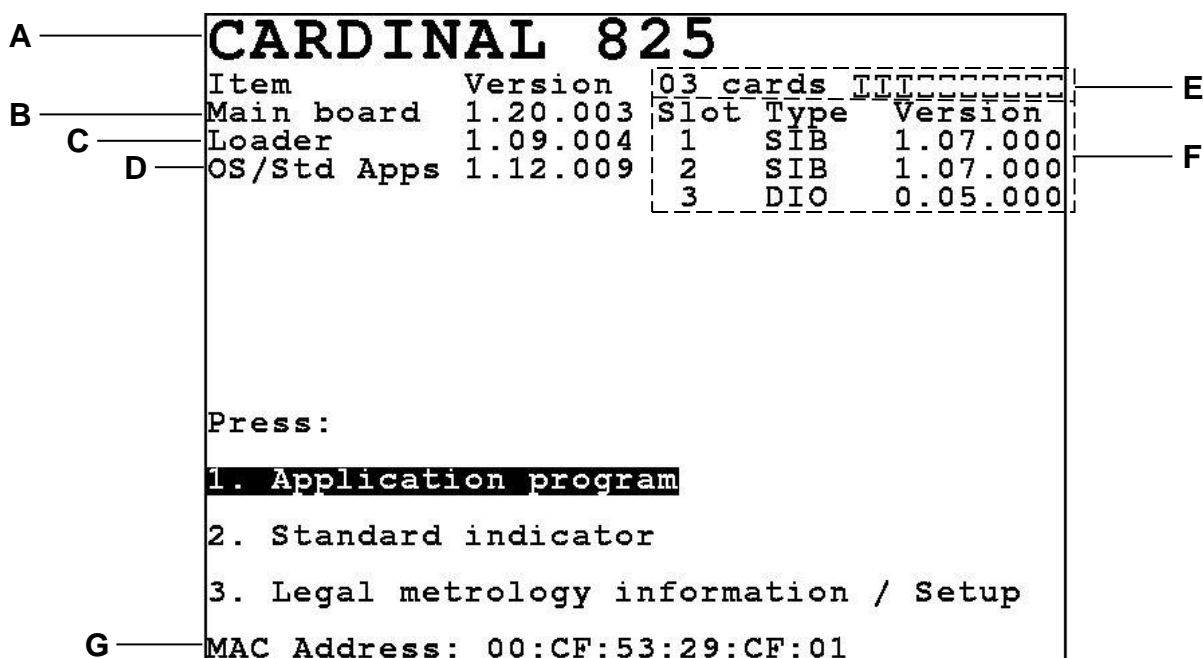 A CARDINAL 825
Item Version 03 cards E
B Main board 1.20.003 Slot Type Version
C Loader 1.09.004 1 SIB 1.07.000 F
D OS/Std Apps 1.12.009 2 SIB 1.07.000
3 DIO 0.05.000
Press:
1. Application program
2. Standard indicator
3. Legal metrology information / Setup
G MAC Address: 00:CF:53:29:CF:01